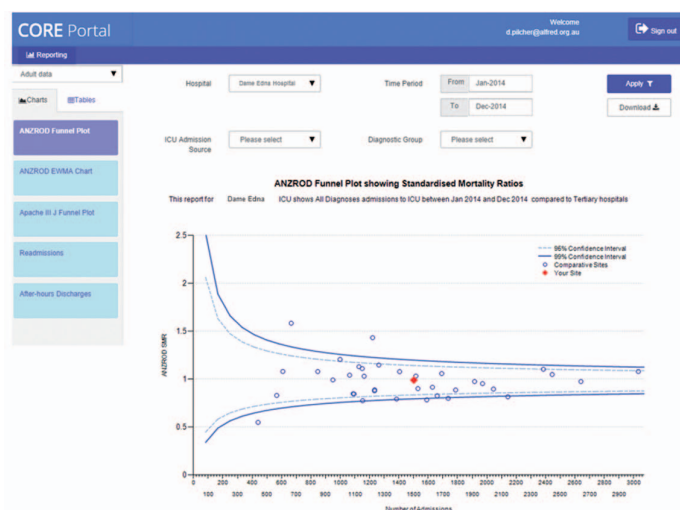 CORE Portal
Welcome
d.pilcher@alfred.org.au
Sign out
Reporting
Adult data
Charts
Tables
ANZROD Funnel Plot
ANZROD EWMA Chart
Apache III J Funnel Plot
Readmissions
After-hours Discharges
Hospital
Dame Edna Hospital
Time Period
From
Jan-2014
To
Dec-2014
Apply
Download
ICU Admission
Source
Please select
Diagnostic Group
Please select
ANZROD Funnel Plot showing Standardised Mortality Ratios
This report for Dame Edna ICU shows All Diagnoses admissions to ICU between Jan 2014 and Dec 2014 compared to Tertiary hospitals
95% Confidence Interval
99% Confidence Interval
Comparative Sites
Your Site
ANZROD SMR
2.5
2
1.5
1
0.5
0
0 200 400 600 800 1000 1200 1400 1600 1800 2000 2200 2400 2600 2800 3000
100 300 500 700 900 1100 1300 1500 1700 1900 2100 2300 2500 2700 2900
Number of Admissions